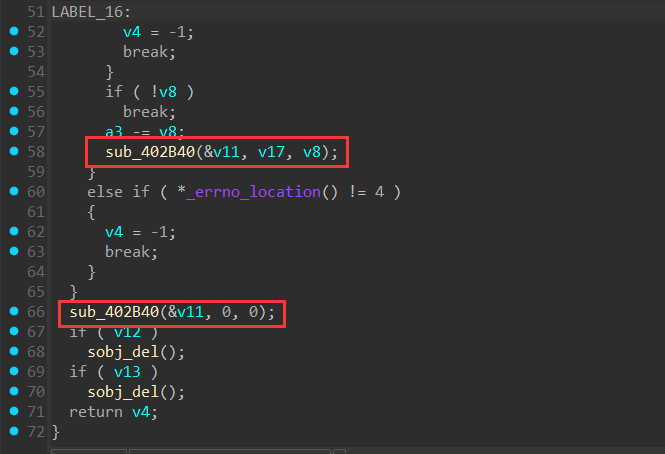 51 LABEL_16:
52 v4 = -1;
53 break;
54 }
55 if ( !v8 )
56 break;
57 a3 -= v8;
58 sub_402B40(&v11, v17, v8);
59 }
60 else if ( *_errno_location() != 4 )
61 {
62 v4 = -1;
63 break;
64 }
65 }
66 sub_402B40(&v11, 0, 0);
67 if ( v12 )
68 sobj_del();
69 if ( v13 )
70 sobj_del();
71 return v4;
72 }